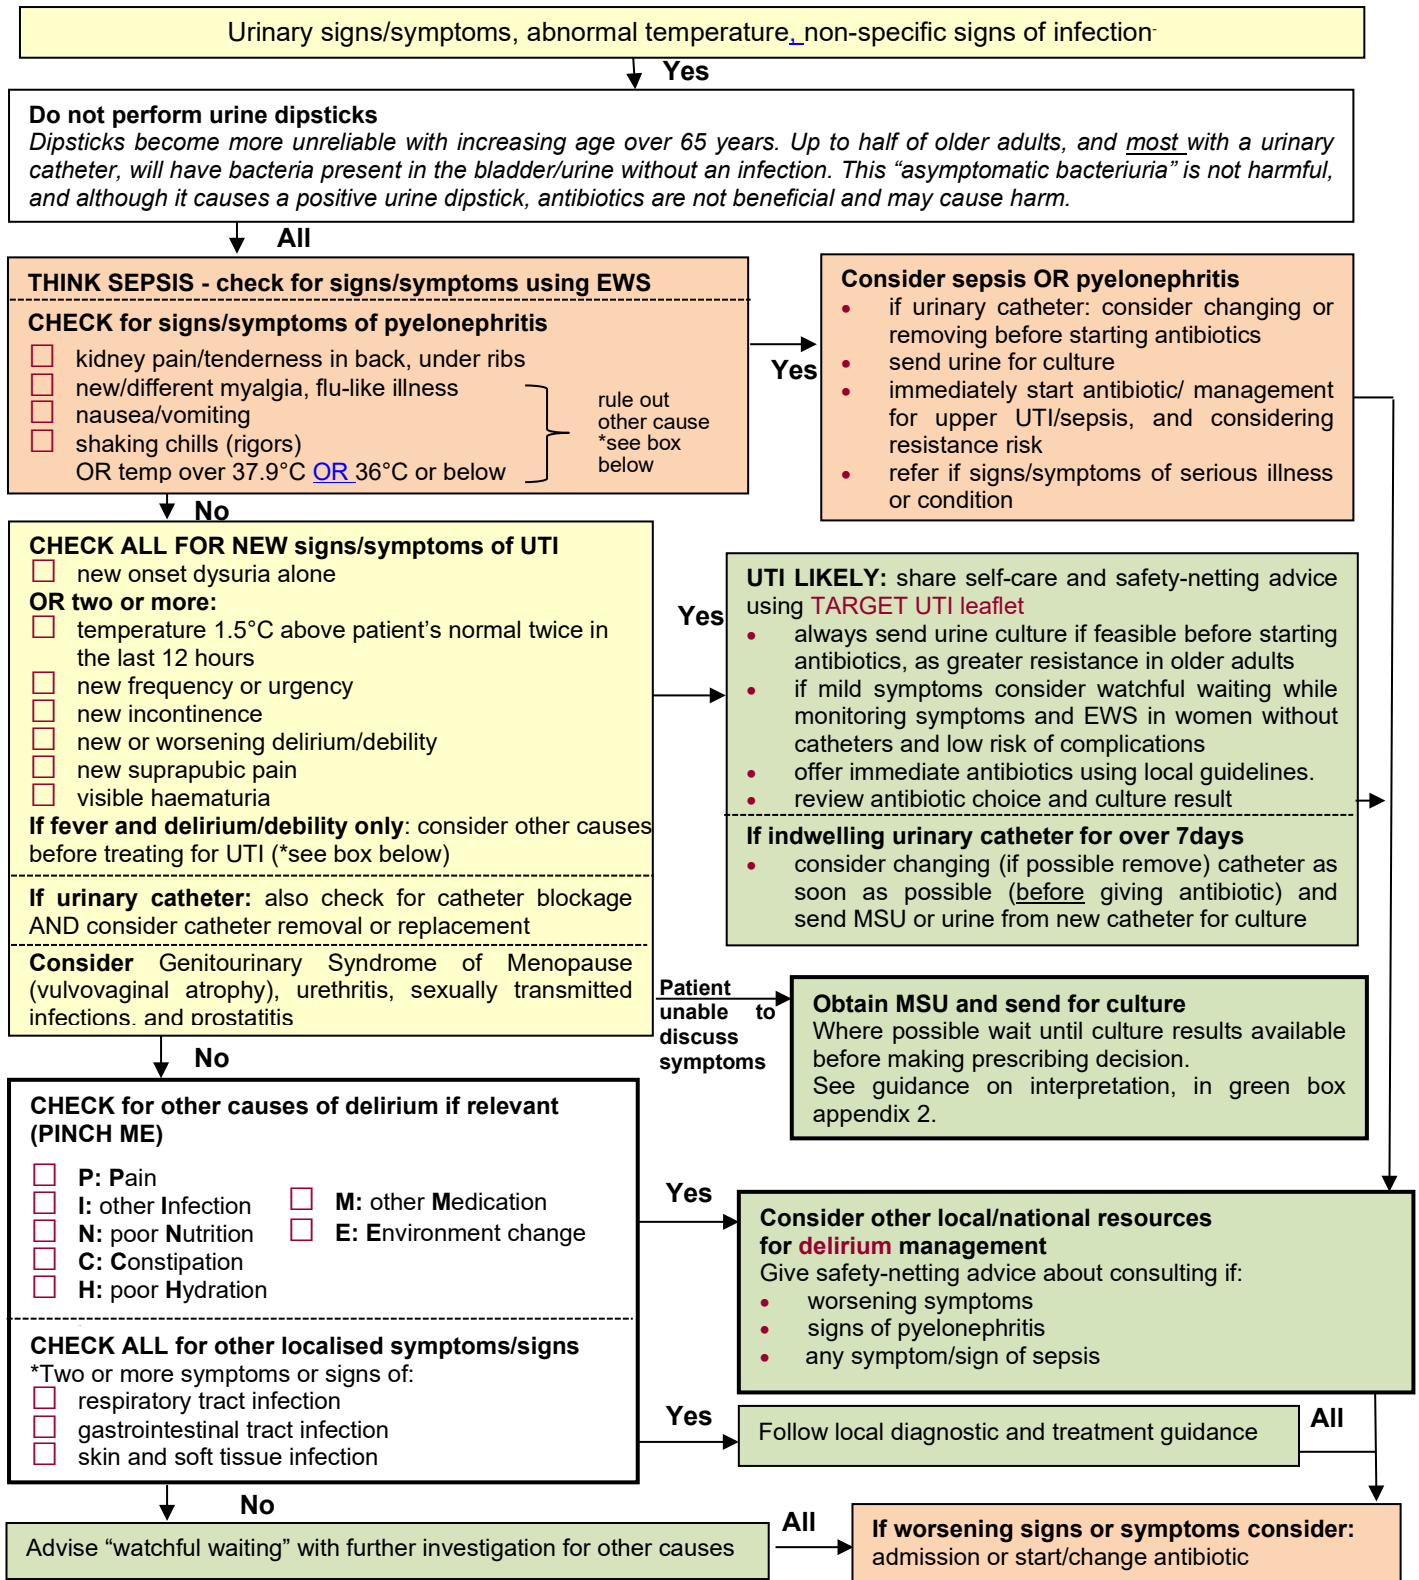 Urinary signs/symptoms, abnormal temperature, non-specific signs of infection-
Yes
Do not perform urine dipsticks
Dipsticks become more unreliable with increasing age over 65 years. Up to half of older adults, and most with a urinary
catheter, will have bacteria present in the bladder/urine without an infection. This “asymptomatic bacteriuria” is not harmful,
and although it causes a positive urine dipstick, antibiotics are not beneficial and may cause harm.
All
THINK SEPSIS - check for signs/symptoms using EWS
CHECK for signs/symptoms of pyelonephritis
kidney pain/tenderness in back, under ribs
new/different myalgia, flu-like illness
nausea/vomiting
shaking chills (rigors)
OR temp over 37.9°C OR 36°C or below
rule out
other cause
*see box
below
Yes
Consider sepsis OR pyelonephritis
• if urinary catheter: consider changing or
removing before starting antibiotics
• send urine for culture
• immediately start antibiotic/ management
for upper UTI/sepsis, and considering
resistance risk
• refer if signs/symptoms of serious illness
or condition
No
CHECK ALL FOR NEW signs/symptoms of UTI
new onset dysuria alone
OR two or more:
temperature 1.5°C above patient’s normal twice in
the last 12 hours
new frequency or urgency
new incontinence
new or worsening delirium/debility
new suprapubic pain
visible haematuria
If fever and delirium/debility only: consider other causes
before treating for UTI (*see box below)
If urinary catheter: also check for catheter blockage
AND consider catheter removal or replacement
Consider Genitourinary Syndrome of Menopause
(vulvovaginal atrophy), urethritis, sexually transmitted
infections, and prostatitis
Yes
UTI LIKELY: share self-care and safety-netting advice
using TARGET UTI leaflet
• always send urine culture if feasible before starting
antibiotics, as greater resistance in older adults
• if mild symptoms consider watchful waiting while
monitoring symptoms and EWS in women without
catheters and low risk of complications
• offer immediate antibiotics using local guidelines.
• review antibiotic choice and culture result
If indwelling urinary catheter for over 7days
• consider changing (if possible remove) catheter as
soon as possible (before giving antibiotic) and
send MSU or urine from new catheter for culture
Patient
unable to
discuss
symptoms
Obtain MSU and send for culture
Where possible wait until culture results available
before making prescribing decision.
See guidance on interpretation, in green box
appendix 2.
No
CHECK for other causes of delirium if relevant
(PINCH ME)
P: Pain
I: other Infection
N: poor Nutrition
C: Constipation
H: poor Hydration
M: other Medication
E: Environment change
CHECK ALL for other localised symptoms/signs
*Two or more symptoms or signs of:
respiratory tract infection
gastrointestinal tract infection
skin and soft tissue infection
Yes
Consider other local/national resources
for delirium management
Give safety-netting advice about consulting if:
• worsening symptoms
• signs of pyelonephritis
• any symptom/sign of sepsis
Yes
Follow local diagnostic and treatment guidance
All
No
Advise “watchful waiting” with further investigation for other causes
All
If worsening signs or symptoms consider:
admission or start/change antibiotic